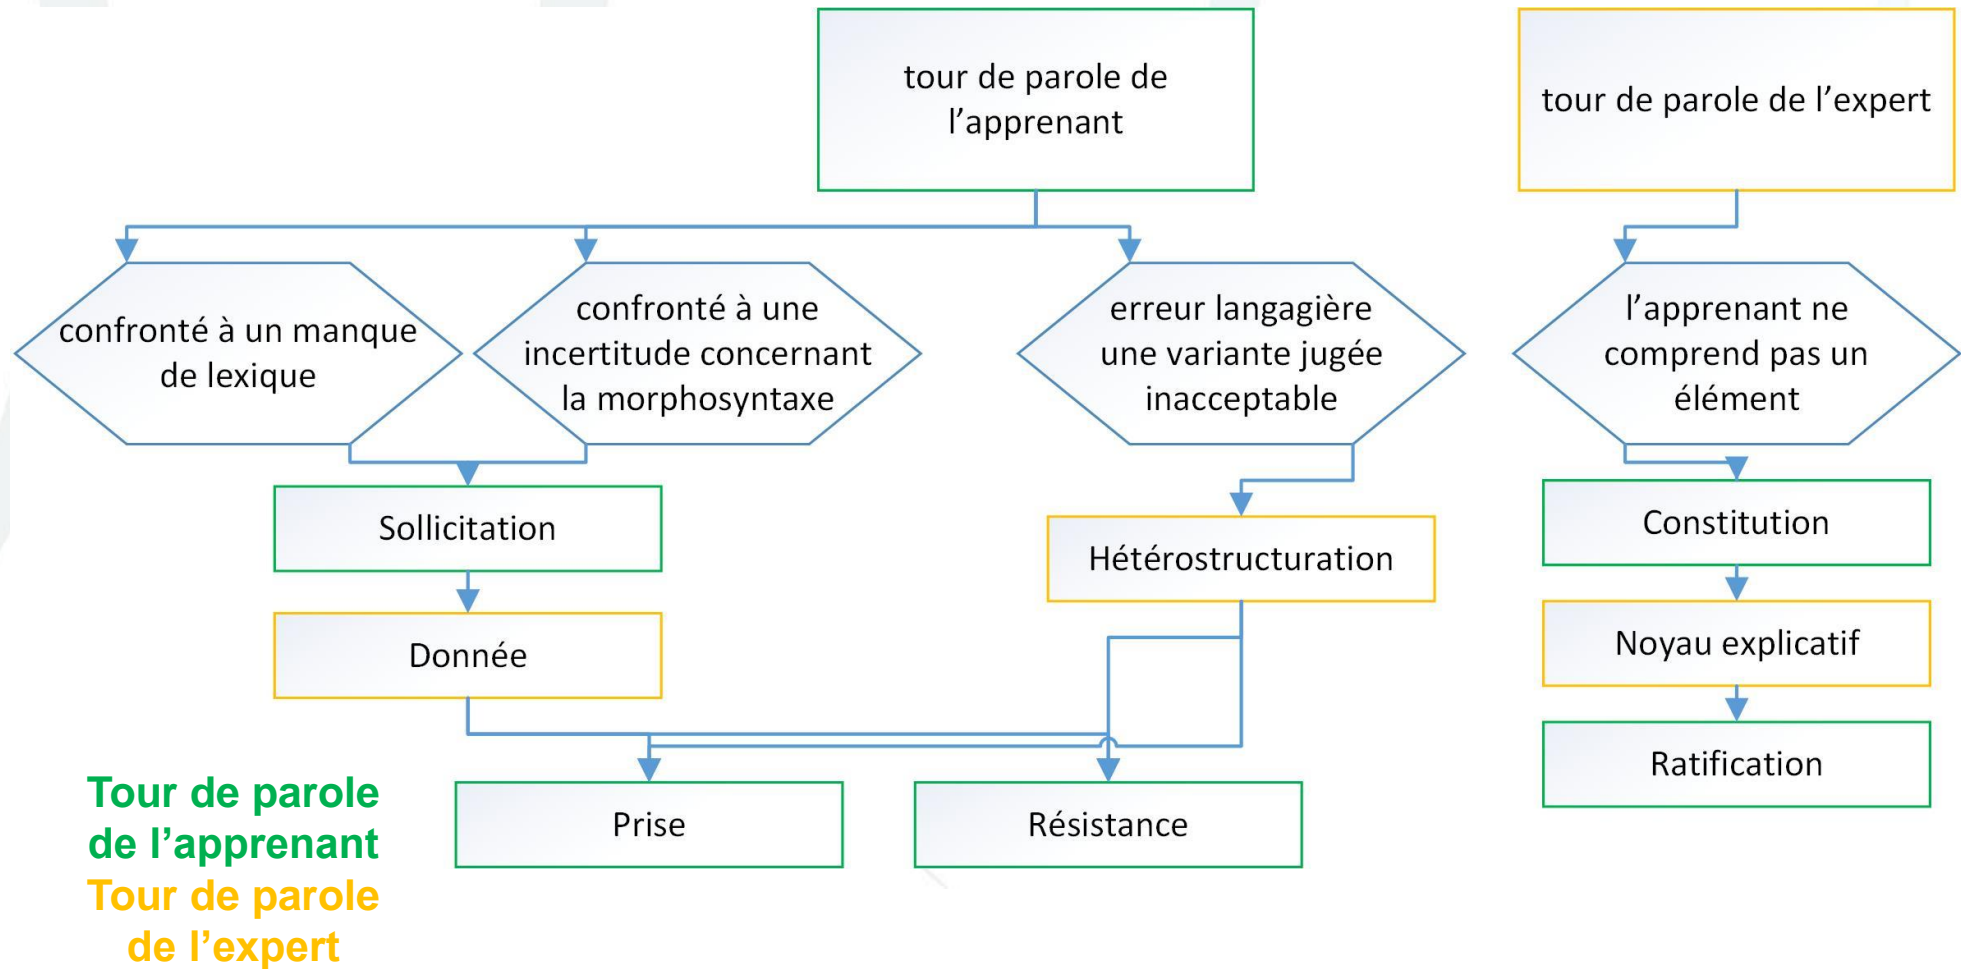 tour de parole de
l’apprenant
tour de parole de l’expert
confronté à un manque
de lexique
confronté à une
incertitude concernant
la morphosyntaxe
erreur langagière
une variante jugée
inacceptable
l’apprenant ne
comprend pas un
élément
Sollicitation
Hétérostructuration
Constitution
Donnée
Noyau explicatif
Ratification
Prise
Résistance
Tour de parole
de l’apprenant
Tour de parole
de l’expert